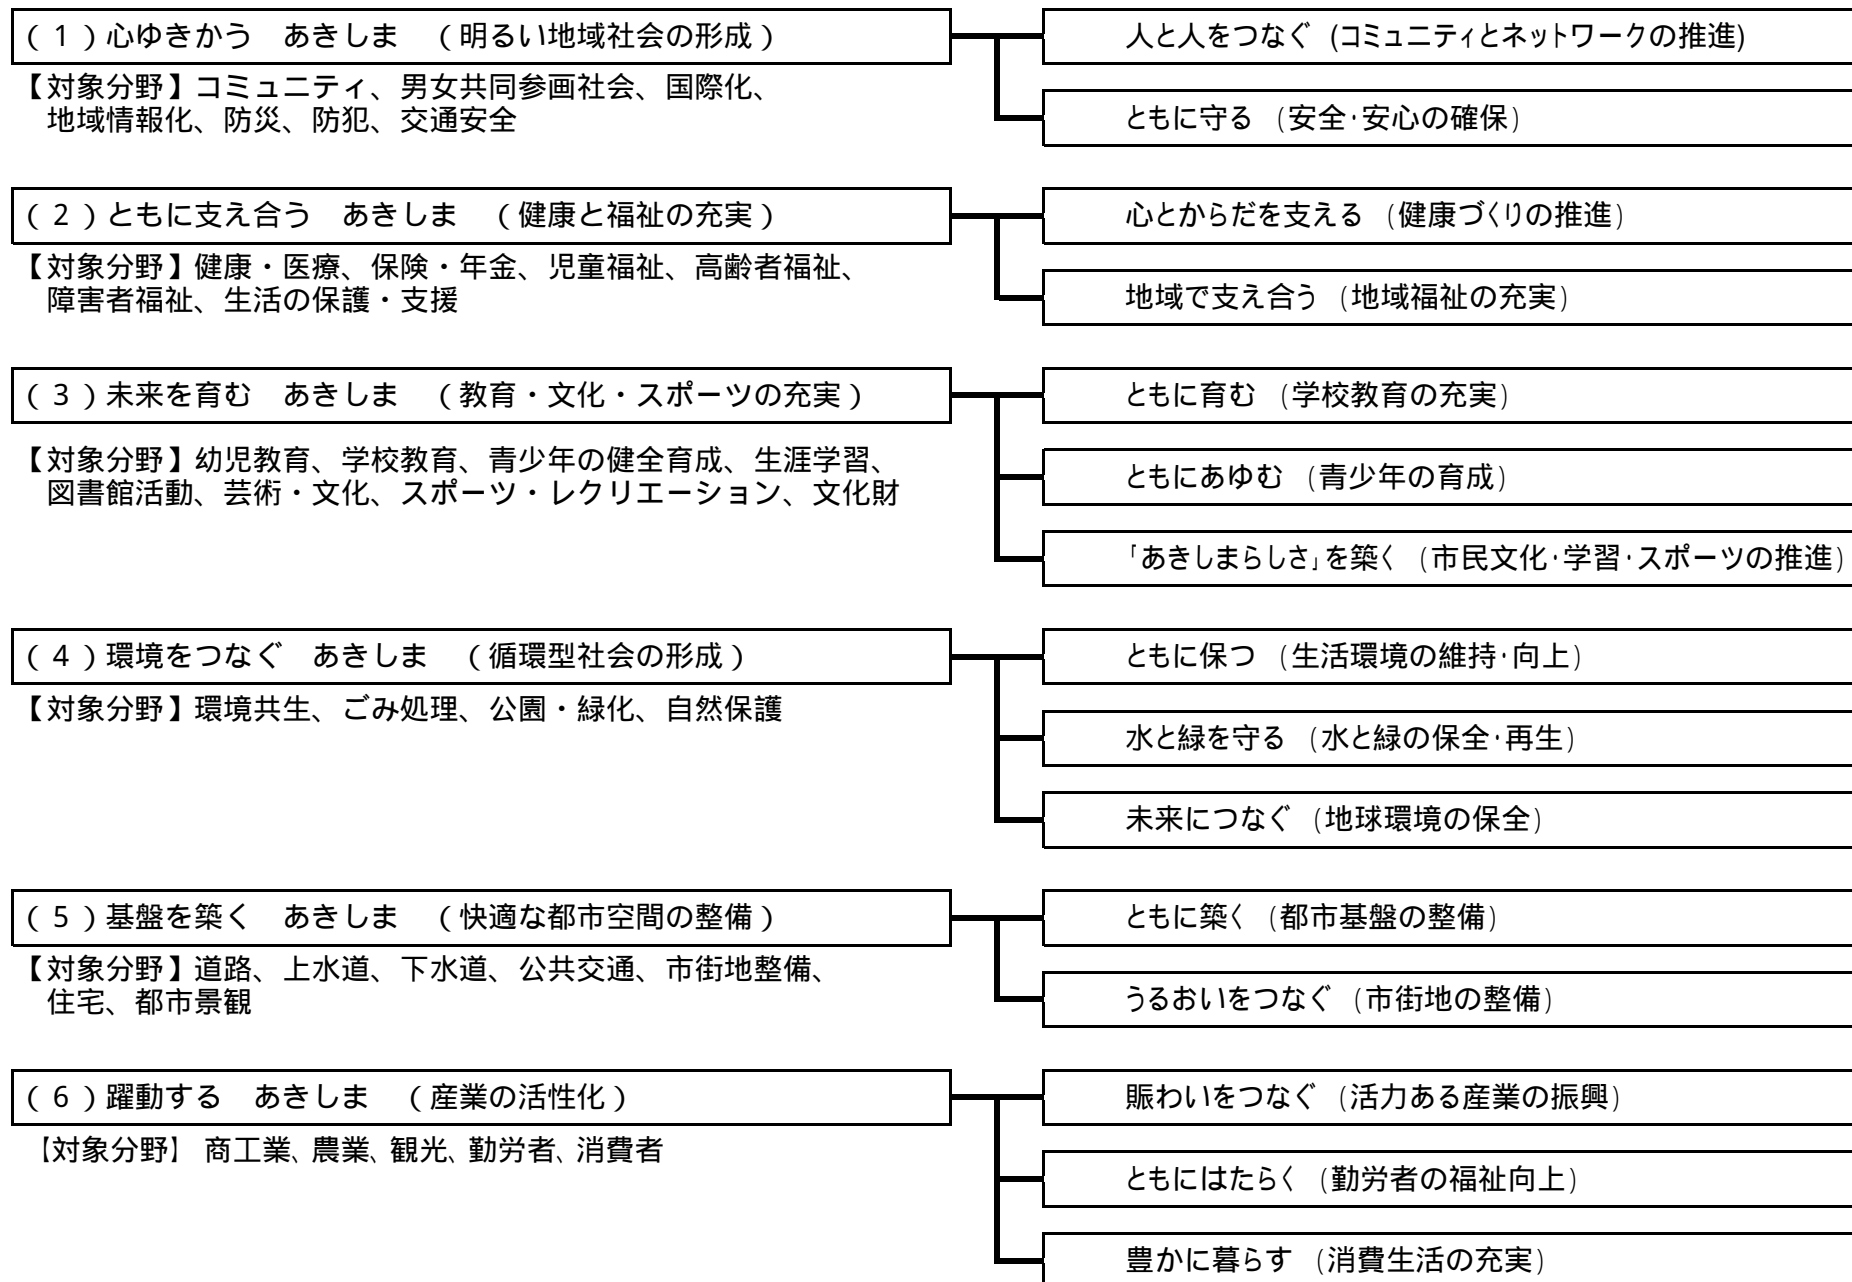 (1)心ゆきかう　あきしま　(明るい地域社会の形成)
人と人をつなぐ (コミュニティとネットワークの推進)
【対象分野】コミュニティ、男女共同参画社会、国際化、
地域情報化、防災、防犯、交通安全
ともに守る (安全・安心の確保)
(2)ともに支え合う　あきしま　(健康と福祉の充実)
心とからだを支える (健康づくりの推進)
【対象分野】健康・医療、保険・年金、児童福祉、高齢者福祉、
障害者福祉、生活の保護・支援
地域で支え合う (地域福祉の充実)
(3)未来を育む　あきしま　(教育・文化・スポーツの充実)
ともに育む (学校教育の充実)
【対象分野】幼児教育、学校教育、青少年の健全育成、生涯学習、
図書館活動、芸術・文化、スポーツ・レクリエーション、文化財
ともにあゆむ (青少年の育成)
「あきしまらしさ」を築く (市民文化・学習・スポーツの推進)
(4)環境をつなぐ　あきしま　(循環型社会の形成)
ともに保つ (生活環境の維持・向上)
【対象分野】環境共生、ごみ処理、公園・緑化、自然保護
水と緑を守る (水と緑の保全・再生)
未来につなぐ (地球環境の保全)
(5)基盤を築く　あきしま　(快適な都市空間の整備)
ともに築く (都市基盤の整備)
【対象分野】道路、上水道、下水道、公共交通、市街地整備、
住宅、都市景観
うるおいをつなぐ (市街地の整備)
(6)躍動する　あきしま　(産業の活性化)
賑わいをつなぐ (活力ある産業の振興)
【対象分野】 商工業、農業、観光、勤労者、消費者
ともにはたらく (勤労者の福祉向上)
豊かに暮らす (消費生活の充実)